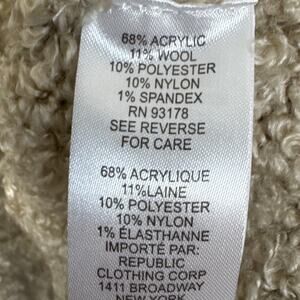 68% ACRYLIC
11% WOOL
10% POLYESTER
10% NYLON
1% SPANDEX
RN 93178
SEE REVERSE
FOR CARE
68% ACRYLIQUE
11%LAINE
10% POLYESTER
10% NYLON
1% ÉLASTHANNE
IMPORTÉ PAR:
REPUBLIC
CLOTHING CORP
1411 BROADWAY
NEW YORK